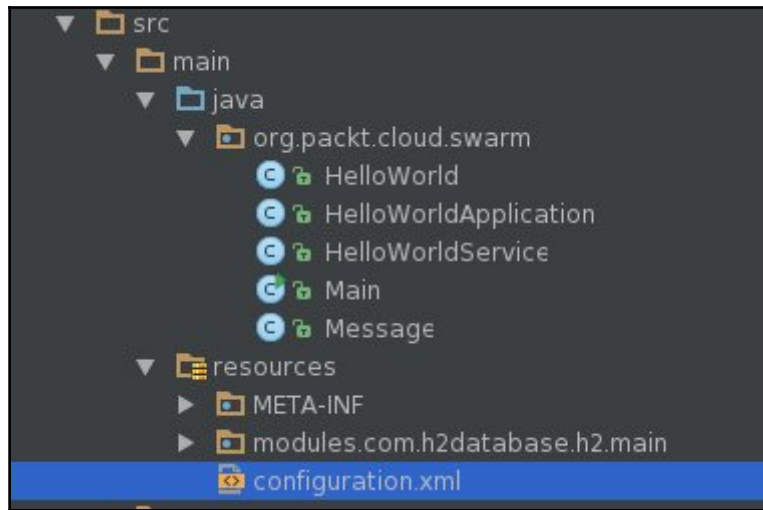 src
main
java
org.packt.cloud.swarm
HelloWorld
HelloWorldApplication
HelloWorldService
Main
Message
resources
META-INF
modules.com.h2database.h2.main
configuration.xml